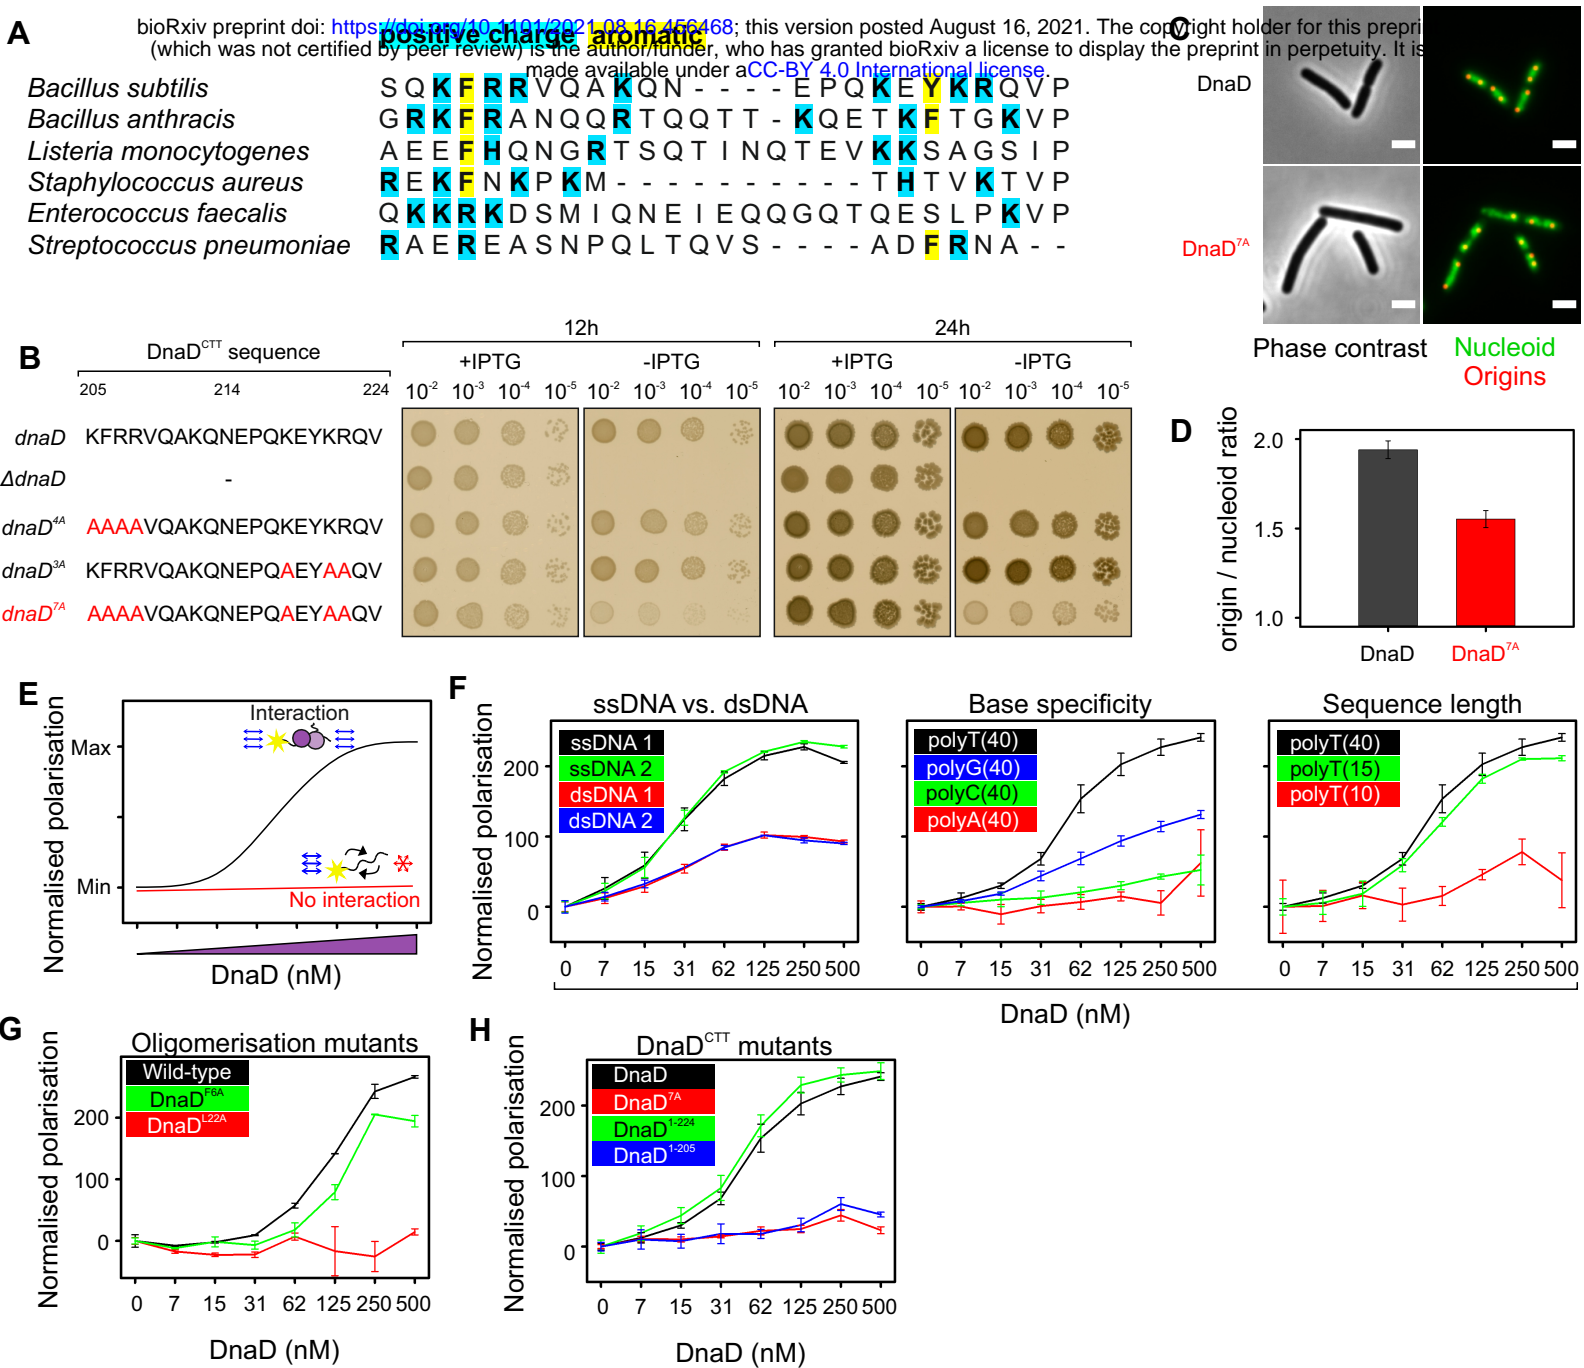 bioRxiv preprint doi: https://doi.org/10.1101/2021.08.16.456468; this version posted August 16, 2021. The copyright holder for this prepri
(which was not certified by peer review) is the author/funder, who has granted bioRxiv a license to display the preprint in perpetuity. It is
made available under aCC-BY 4.0 International license.
A
positive charge aromatic
Bacillus subtilis S Q K F R R V Q A K Q N - - - - E P Q K E Y K R Q V P
Bacillus anthracis G R K F R A N Q Q R T Q Q T T - K Q E T K F T G K V P
Listeria monocytogenes A E E F H Q N G R T S Q T I N Q T E V K K S A G S I P
Staphylococcus aureus R E K F N K P K M - - - - - - - - - - T H T V K T V P
Enterococcus faecalis Q K K R K D S M I Q N E I E Q Q G Q T Q E S L P K V P
Streptococcus pneumoniae R A E R E A S N P Q L T Q V S - - - - A D F R N A - -
C
DnaD
DnaD7A
Phase contrast Nucleoid
Origins
B
DnaDCTT sequence
205 214 224
12h 24h
+IPTG -IPTG +IPTG -IPTG
10-2 10-3 10-4 10-5 10-2 10-3 10-4 10-5 10-2 10-3 10-4 10-5 10-2 10-3 10-4 10-5
dnaD KFRRVQAKQNEPQKEYKRQV
ΔdnaD -
dnaD4A AAAAVQAKQNEPQKEYKRQV
dnaD3A KFRRVQAKQNEPQAEYAAQV
dnaD7A AAAAVQAKQNEPQAEYAAQV
D
origin / nucleoid ratio
2.0
1.5
1.0
DnaD DnaD7A
E
Normalised polarisation
Max
Min
Interaction
No interaction
DnaD (nM)
F
Normalised polarisation
ssDNA vs. dsDNA
ssDNA 1
ssDNA 2
dsDNA 1
dsDNA 2
200
100
0
0 7 15 31 62 125 250 500
Base specificity
polyT(40)
polyG(40)
polyC(40)
polyA(40)
0 7 15 31 62 125 250 500
Sequence length
polyT(40)
polyT(15)
polyT(10)
0 7 15 31 62 125 250 500
DnaD (nM)
G
Oligomerisation mutants
Normalised polarisation
Wild-type
DnaDF6A
DnaDL22A
200
100
0
0 7 15 31 62 125 250 500
DnaD (nM)
H
DnaDCTT mutants
Normalised polarisation
DnaD
DnaD7A
DnaD1-224
DnaD1-205
200
100
0
0 7 15 31 62 125 250 500
DnaD (nM)